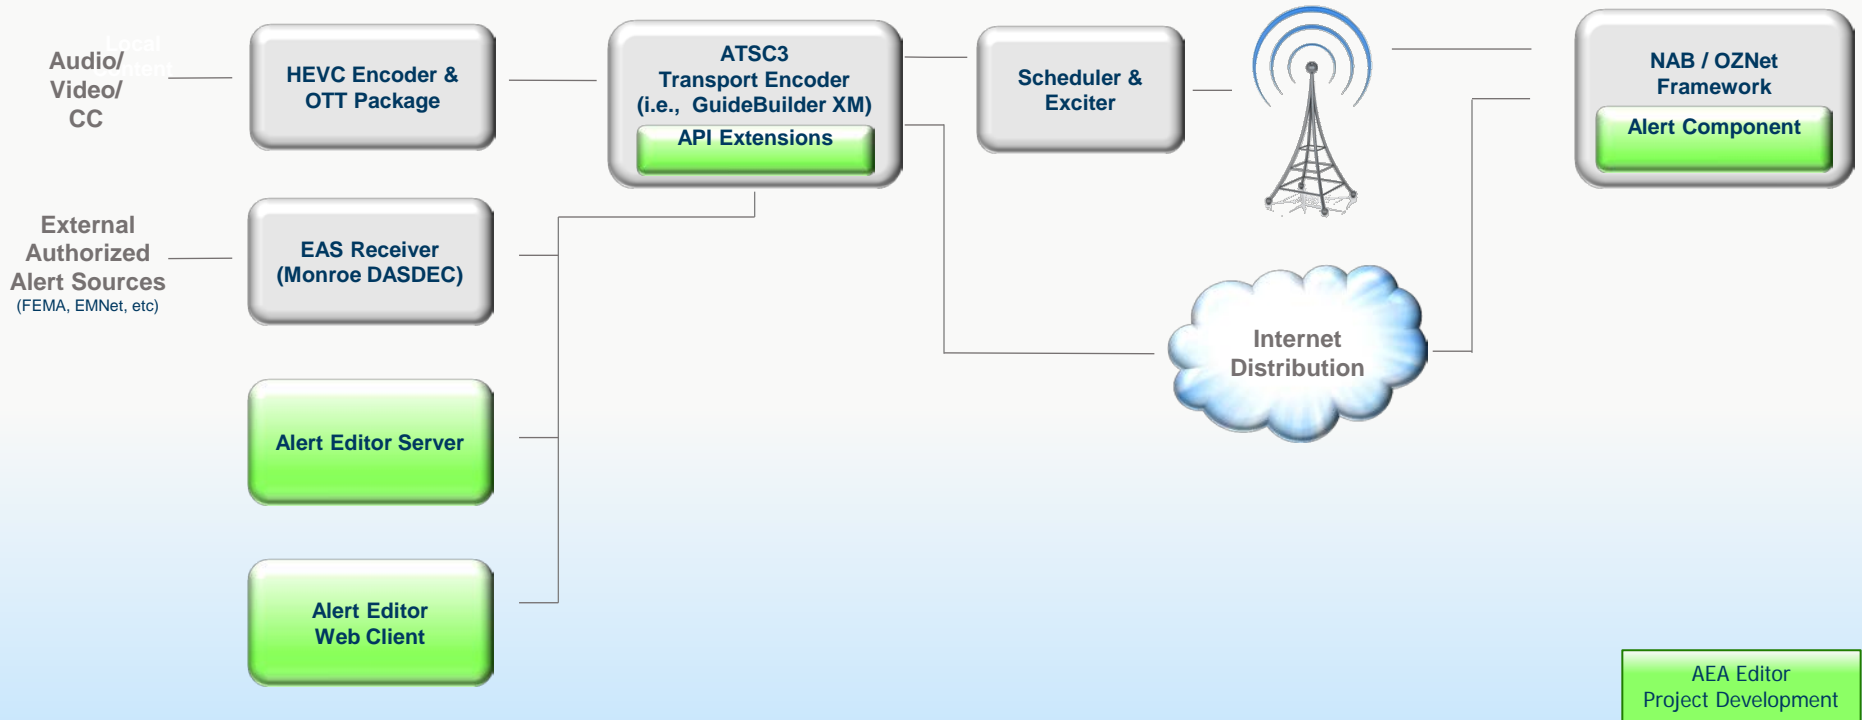 Local
Content
Audio/
Video/
CC
HEVC Encoder &
OTT Package
ATSC3
Transport Encoder
(i.e., GuideBuilder XM)
API Extensions
Scheduler &
Exciter
NAB / OZNet
Framework
Alert Component
External
Authorized
Alert Sources
(FEMA, EMNet, etc)
EAS Receiver
(Monroe DASDEC)
Internet
Distribution
Alert Editor Server
Alert Editor
Web Client
AEA Editor
Project Development